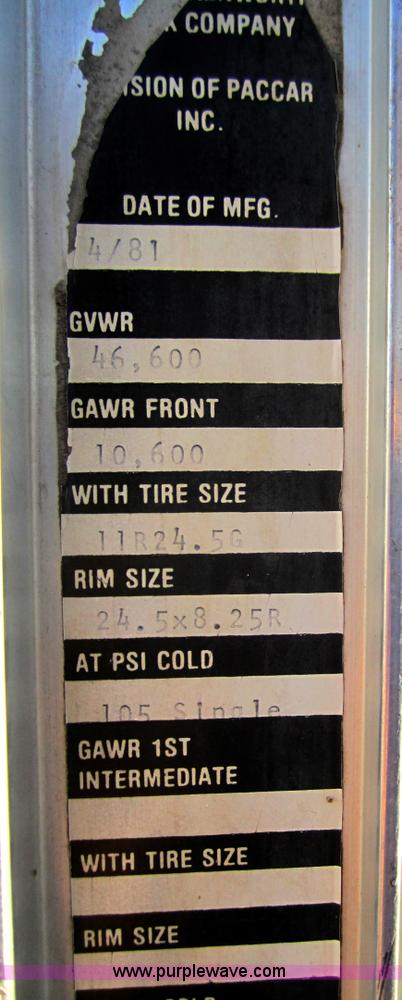 COMPANY
OF PACCAR
INC.
DATE OF MFG.
4/81
GVWR
46,600
GAWR FRONT
10,600
WITH TIRE SIZE
11R24.5G
RIM SIZE
24.5x8.25R
AT PSI COLD
105 Single
GAWR 1ST
INTERMEDIATE
WITH TIRE SIZE
RIM SIZE
www.purplewave.com